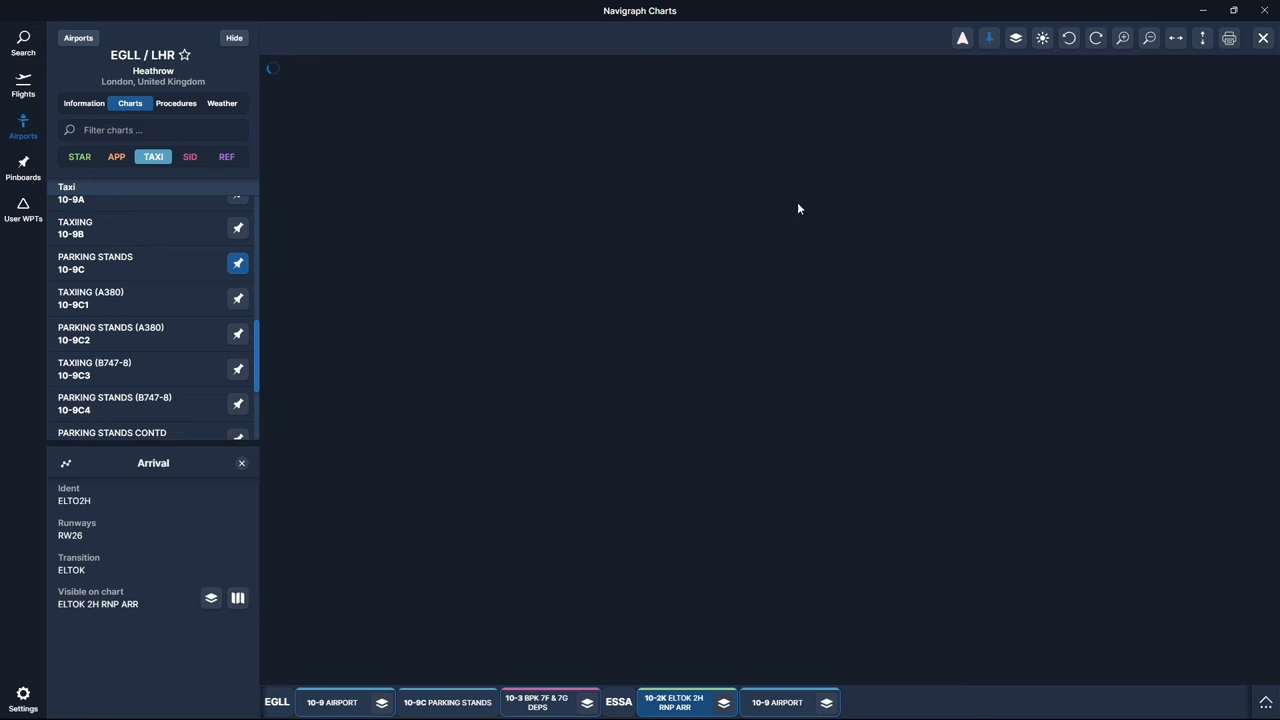 Navigraph Charts
Search
Flights
Airports
Pinboards
User WPTs
Settings
Airports
Hide
EGLL / LHR
Heathrow
London, United Kingdom
Information Charts Procedures Weather
Filter charts ...
STAR APP TAXI SID REF
Taxi
10-9A
TAXIING
10-9B
PARKING STANDS
10-9C
TAXIING (A380)
10-9C1
PARKING STANDS (A380)
10-9C2
TAXIING (B747-8)
10-9C3
PARKING STANDS (B747-8)
10-9C4
PARKING STANDS CONTD
Arrival
Ident
ELTO2H
Runways
RW26
Transition
ELTOK
Visible on chart
ELTOK 2H RNP ARR
EGLL
10-9 AIRPORT
10-9C PARKING STANDS
10-3 BPK 7F & 7G
DEPS
ESSA
10-2K ELTOK 2H
RNP ARR
10-9 AIRPORT